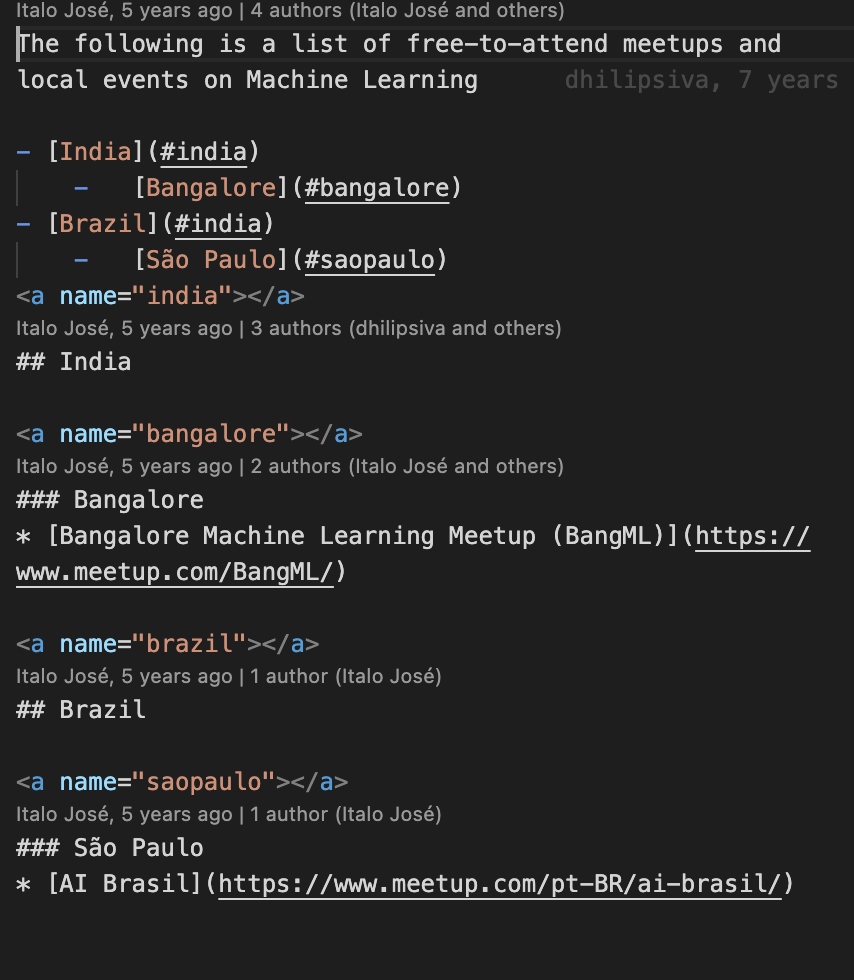 Italo José, 5 years ago | 4 authors (Italo José and others)
The following is a list of free-to-attend meetups and
local events on Machine Learning dhilipsiva, 7 years
- [India](#india)
- [Bangalore](#bangalore)
- [Brazil](#india)
- [São Paulo](#saopaulo)
<a name="india"></a>
Italo José, 5 years ago | 3 authors (dhilipsiva and others)
## India
<a name="bangalore"></a>
Italo José, 5 years ago | 2 authors (Italo José and others)
### Bangalore
* [Bangalore Machine Learning Meetup (BangML)](https://
www.meetup.com/BangML/)
<a name="brazil"></a>
Italo José, 5 years ago | 1 author (Italo José)
## Brazil
<a name="saopaulo"></a>
Italo José, 5 years ago | 1 author (Italo José)
### São Paulo
* [AI Brasil](https://www.meetup.com/pt-BR/ai-brasil/)